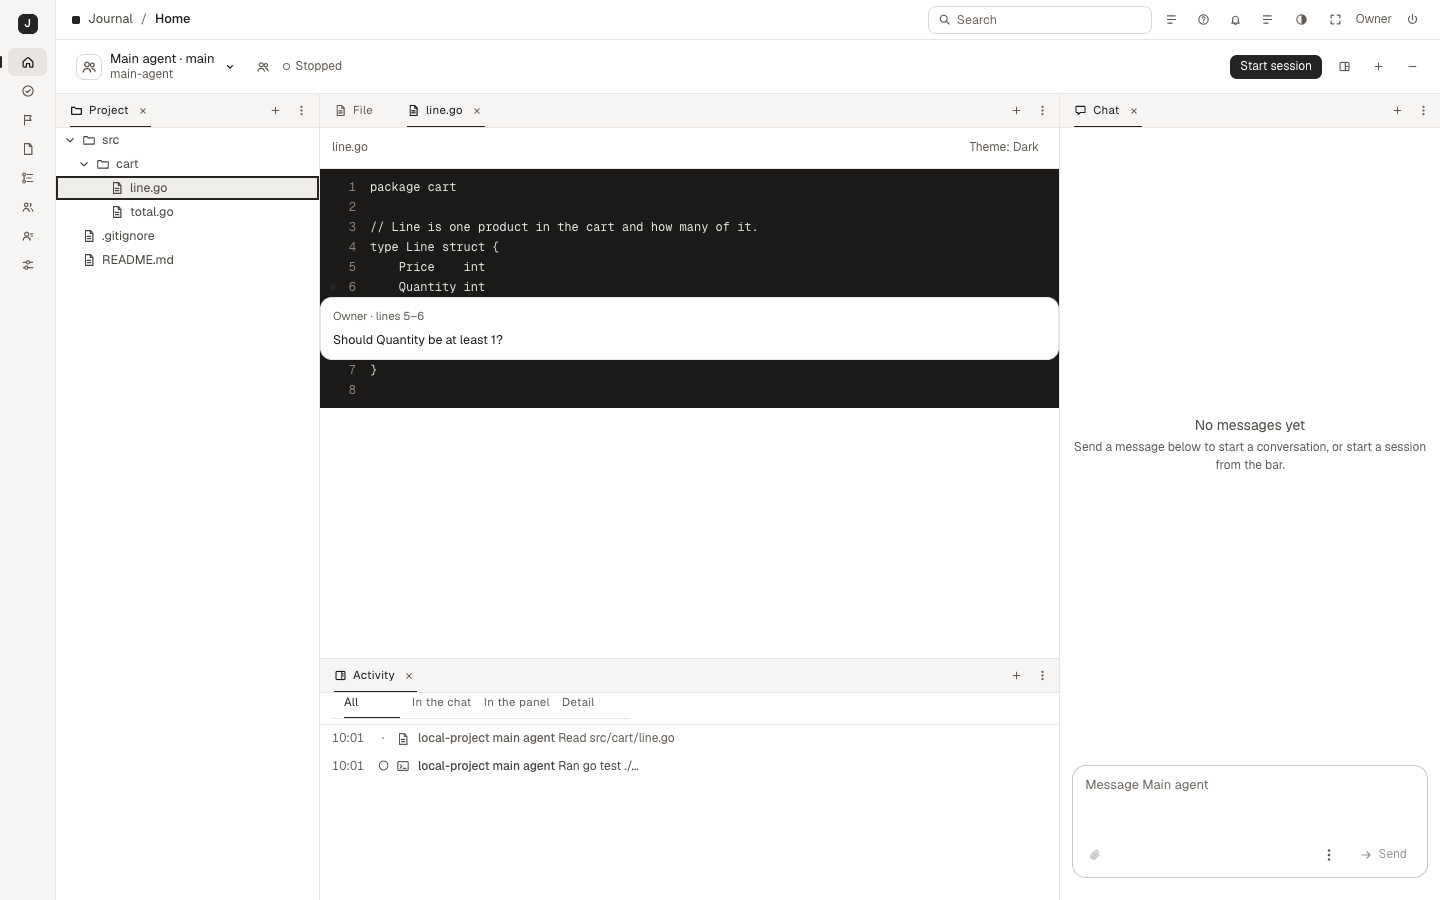 J
Journal / Home
Search
Owner
Main agent · main
main-agent
Stopped
Start session
Project
src
cart
line.go
total.go
.gitignore
README.md
File
line.go
line.go
Theme: Dark
1 package cart
2
3 // Line is one product in the cart and how many of it.
4 type Line struct {
5 Price    int
6 Quantity int
Owner · lines 5–6
Should Quantity be at least 1?
7 }
8
Activity
All
In the chat
In the panel
Detail
10:01 · local-project main agent Read src/cart/line.go
10:01 local-project main agent Ran go test ./…
Chat
No messages yet
Send a message below to start a conversation, or start a session
from the bar.
Message Main agent
Send